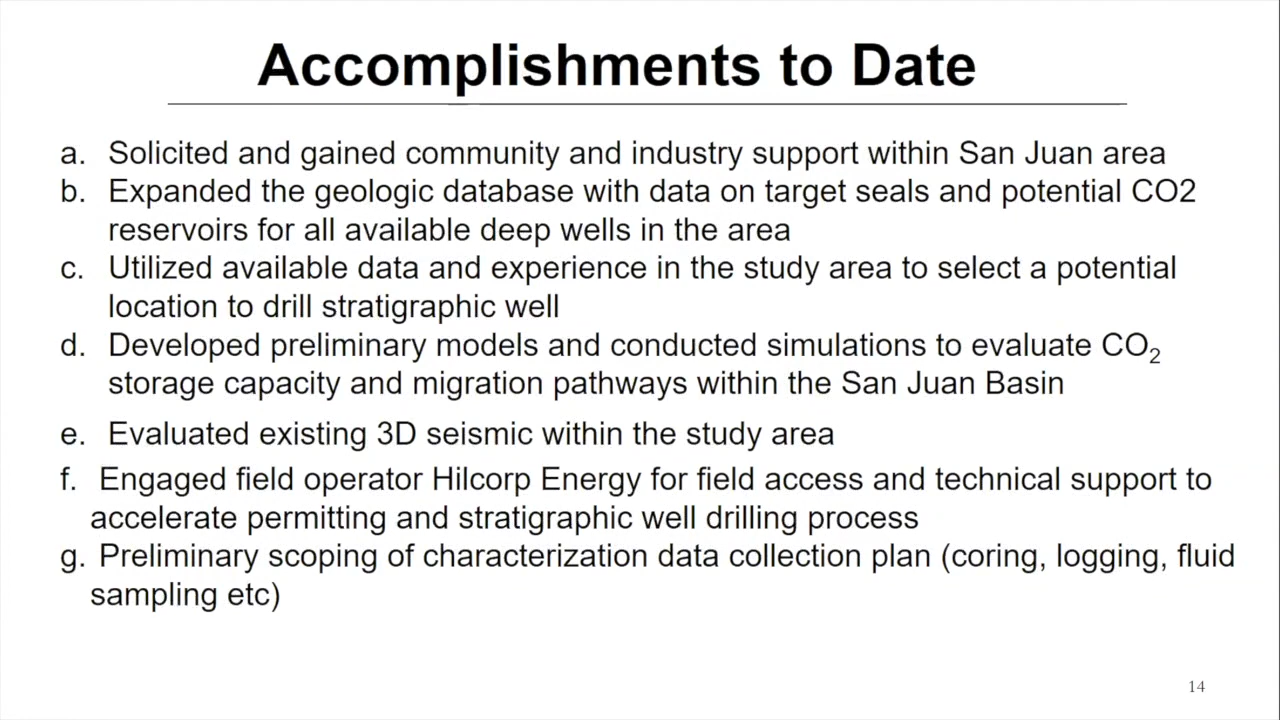 Accomplishments to Date
a. Solicited and gained community and industry support within San Juan area
b. Expanded the geologic database with data on target seals and potential CO2
reservoirs for all available deep wells in the area
c. Utilized available data and experience in the study area to select a potential
location to drill stratigraphic well
d. Developed preliminary models and conducted simulations to evaluate CO₂
storage capacity and migration pathways within the San Juan Basin
e. Evaluated existing 3D seismic within the study area
f. Engaged field operator Hilcorp Energy for field access and technical support to
accelerate permitting and stratigraphic well drilling process
g. Preliminary scoping of characterization data collection plan (coring, logging, fluid
sampling etc)
14